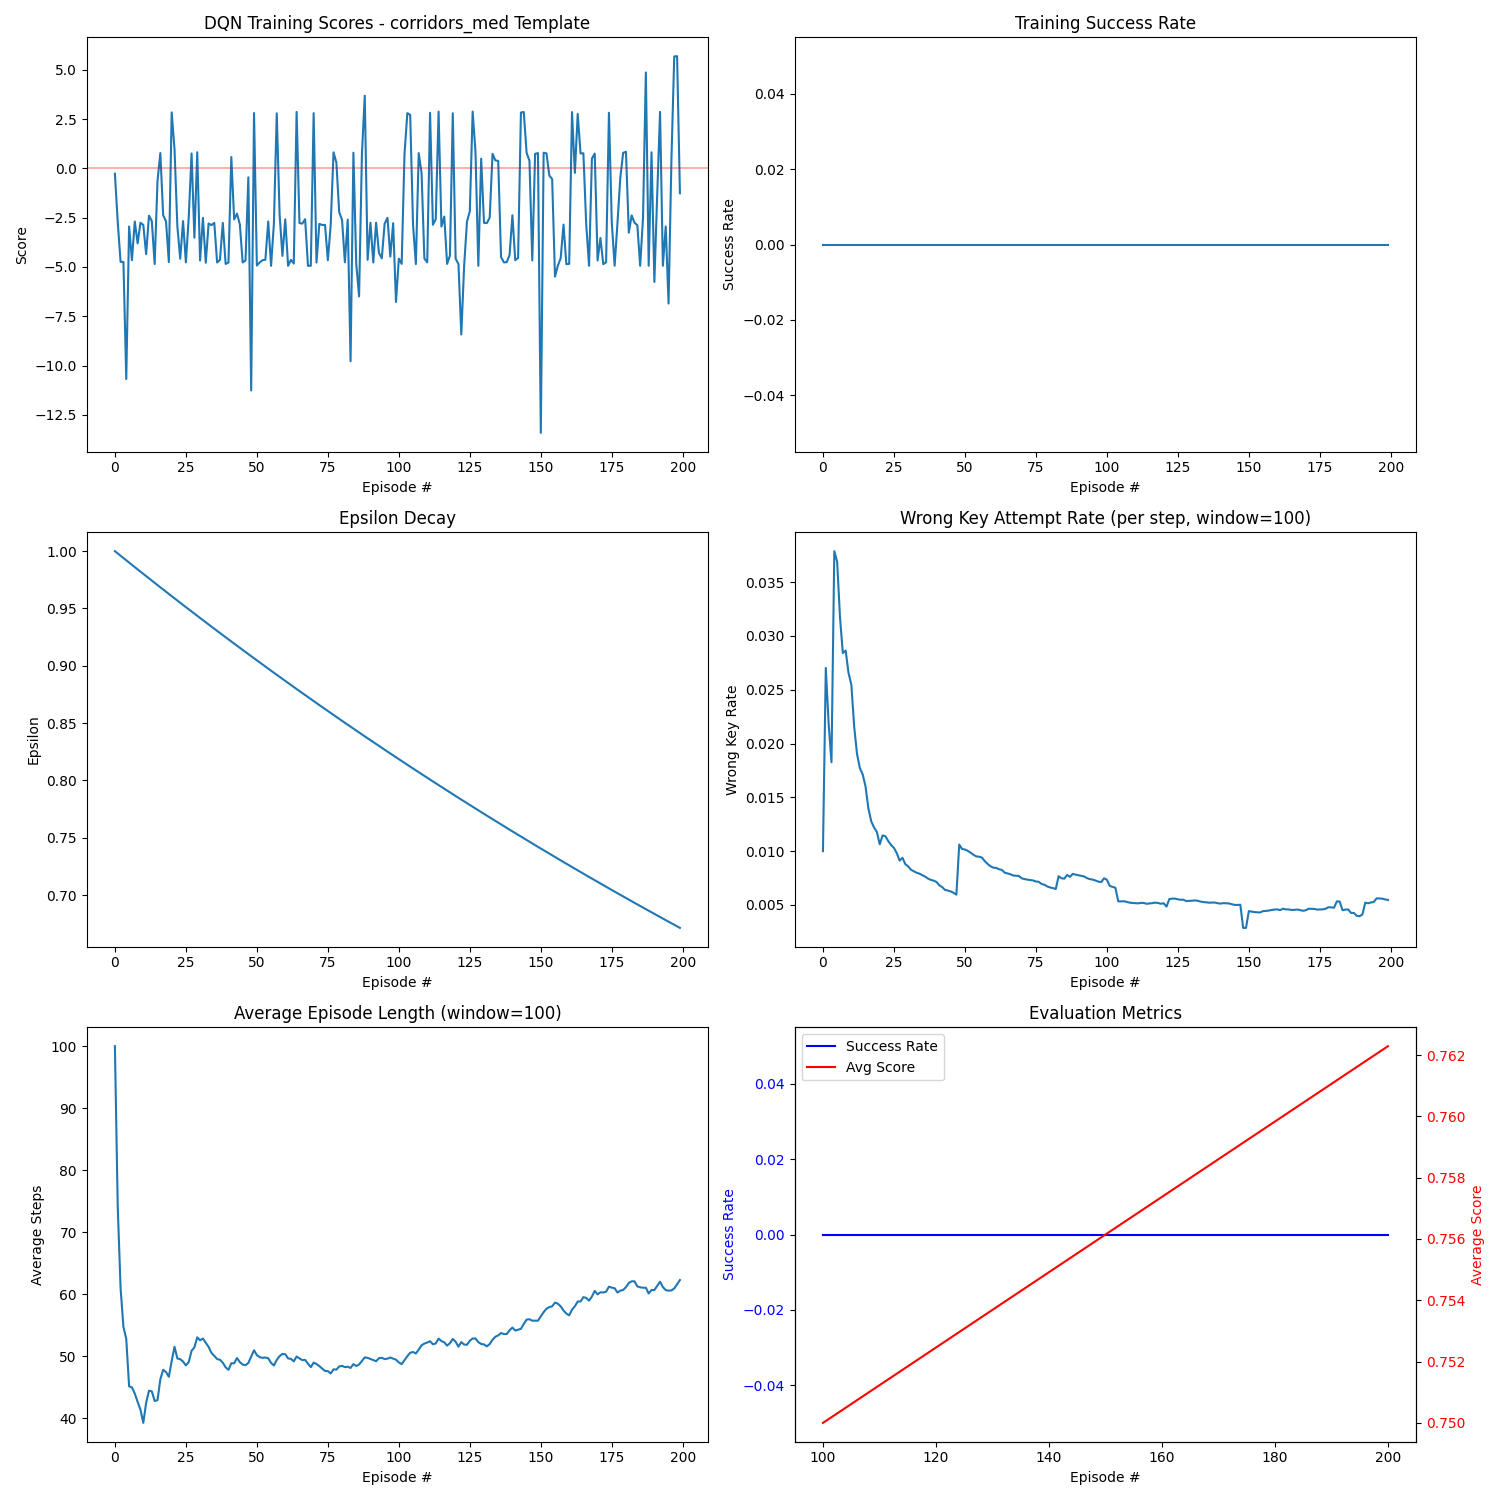 DQN Training Scores - corridors_med Template
5.0
2.5
0.0
−2.5
−5.0
−7.5
−10.0
−12.5
Score
0 25 50 75 100 125 150 175 200
Episode #
Training Success Rate
0.04
0.02
0.00
−0.02
−0.04
Success Rate
0 25 50 75 100 125 150 175 200
Episode #
Epsilon Decay
1.00
0.95
0.90
0.85
0.80
0.75
0.70
Epsilon
0 25 50 75 100 125 150 175 200
Episode #
Wrong Key Attempt Rate (per step, window=100)
0.035
0.030
0.025
0.020
0.015
0.010
0.005
Wrong Key Rate
0 25 50 75 100 125 150 175 200
Episode #
Average Episode Length (window=100)
100
90
80
70
60
50
40
Average Steps
0 25 50 75 100 125 150 175 200
Episode #
Evaluation Metrics
Success Rate
Avg Score
0.04
0.02
0.00
−0.02
−0.04
Success Rate
0.762
0.760
0.758
0.756
0.754
0.752
0.750
Average Score
100 120 140 160 180 200
Episode #